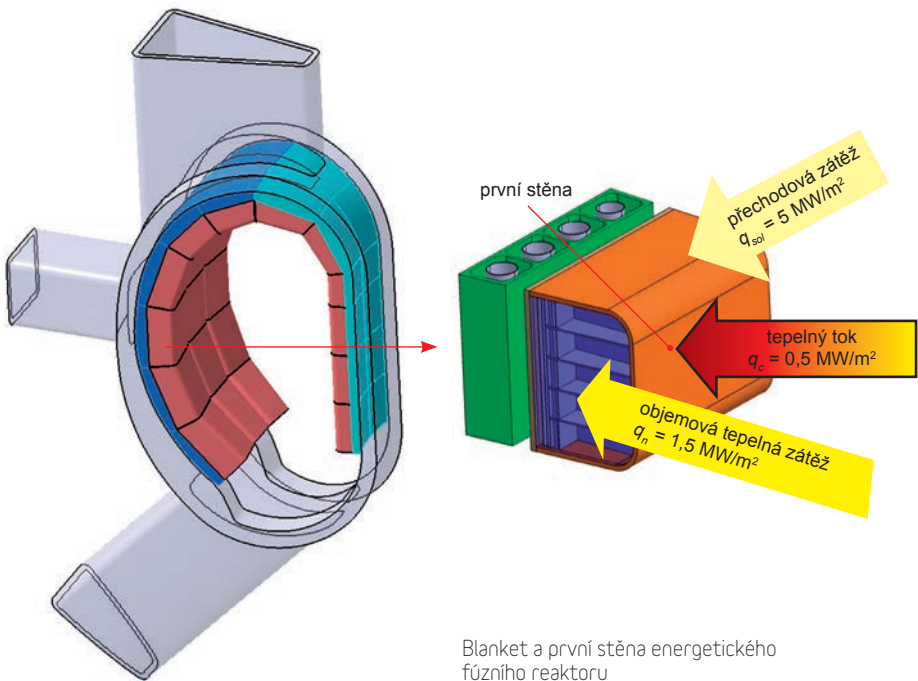 první stěna
přechodová zátěž
q_sol = 5 MW/m²
tepelný tok
q_c = 0,5 MW/m²
objemová tepelná zátěž
q_n = 1,5 MW/m²
Blanket a první stěna energetického
fúzního reaktoru